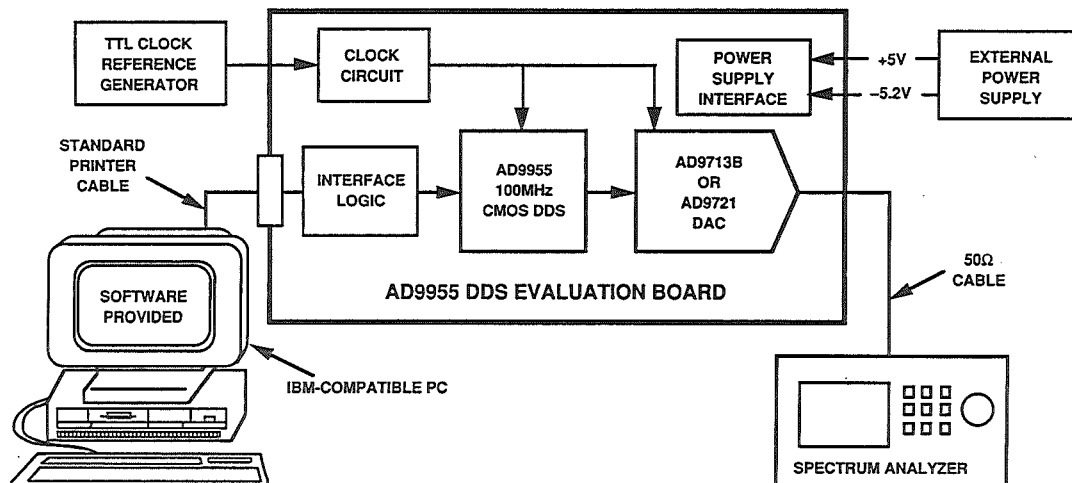 TTL CLOCK
REFERENCE
GENERATOR
CLOCK
CIRCUIT
POWER
SUPPLY
INTERFACE
+5V
–5.2V
EXTERNAL
POWER
SUPPLY
STANDARD
PRINTER
CABLE
INTERFACE
LOGIC
AD9955
100MHz
CMOS DDS
AD9713B
OR
AD9721
DAC
SOFTWARE
PROVIDED
AD9955 DDS EVALUATION BOARD
50Ω
CABLE
IBM-COMPATIBLE PC
SPECTRUM ANALYZER